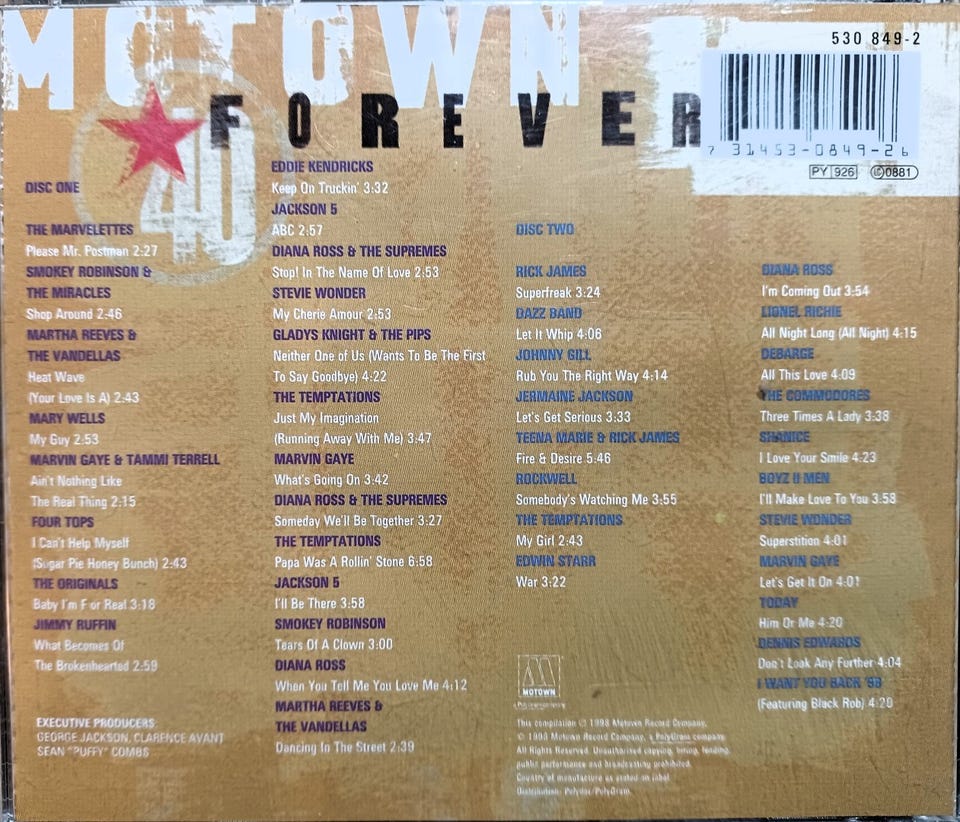 MOTOWN
FOREVER
40
530 849-2
7 31453-0849-2 6
PY 926 LC 0881
DISC ONE
THE MARVELETTES
Please Mr. Postman 2:27
SMOKEY ROBINSON &
THE MIRACLES
Shop Around 2:46
MARTHA REEVES &
THE VANDELLAS
Heat Wave
(Your Love Is A) 2:43
MARY WELLS
My Guy 2:53
MARVIN GAYE & TAMMI TERRELL
Ain't Nothing Like
The Real Thing 2:15
FOUR TOPS
I Can't Help Myself
(Sugar Pie Honey Bunch) 2:43
THE ORIGINALS
Baby I'm F or Real 3:18
JIMMY RUFFIN
What Becomes Of
The Brokenhearted 2:59
EXECUTIVE PRODUCERS:
GEORGE JACKSON, CLARENCE AVANT
SEAN "PUFFY" COMBS
EDDIE KENDRICKS
Keep On Truckin' 3:32
JACKSON 5
ABC 2:57
DIANA ROSS & THE SUPREMES
Stop! In The Name Of Love 2:53
STEVIE WONDER
My Cherie Amour 2:53
GLADYS KNIGHT & THE PIPS
Neither One of Us (Wants To Be The First
To Say Goodbye) 4:22
THE TEMPTATIONS
Just My Imagination
(Running Away With Me) 3:47
MARVIN GAYE
What's Going On 3:42
DIANA ROSS & THE SUPREMES
Someday We'll Be Together 3:27
THE TEMPTATIONS
Papa Was A Rollin' Stone 6:58
JACKSON 5
I'll Be There 3:58
SMOKEY ROBINSON
Tears Of A Clown 3:00
DIANA ROSS
When You Tell Me You Love Me 4:12
MARTHA REEVES &
THE VANDELLAS
Dancing In The Street 2:39
DISC TWO
RICK JAMES
Superfreak 3:24
DAZZ BAND
Let It Whip 4:06
JOHNNY GILL
Rub You The Right Way 4:14
JERMAINE JACKSON
Let's Get Serious 3:33
TEENA MARIE & RICK JAMES
Fire & Desire 5:46
ROCKWELL
Somebody's Watching Me 3:55
THE TEMPTATIONS
My Girl 2:43
EDWIN STARR
War 3:22
DIANA ROSS
I'm Coming Out 3:54
LIONEL RICHIE
All Night Long (All Night) 4:15
DEBARGE
All This Love 4:09
THE COMMODORES
Three Times A Lady 3:38
SHANICE
I Love Your Smile 4:23
BOYZ II MEN
I'll Make Love To You 3:58
STEVIE WONDER
Superstition 4:01
MARVIN GAYE
Let's Get It On 4:01
TODAY
Him Or Me 4:20
DENNIS EDWARDS
Don't Look Any Further 4:04
I WANT YOU BACK '98
(Featuring Black Rob) 4:20
MOTOWN
This compilation ℗ 1998 Motown Record Company,
© 1998 Motown Record Company, a PolyGram company.
All Rights Reserved. Unauthorised copying, hiring, lending,
public performance and broadcasting prohibited.
Country of manufacture as stated on label.
Distribution: Polydor/PolyGram.